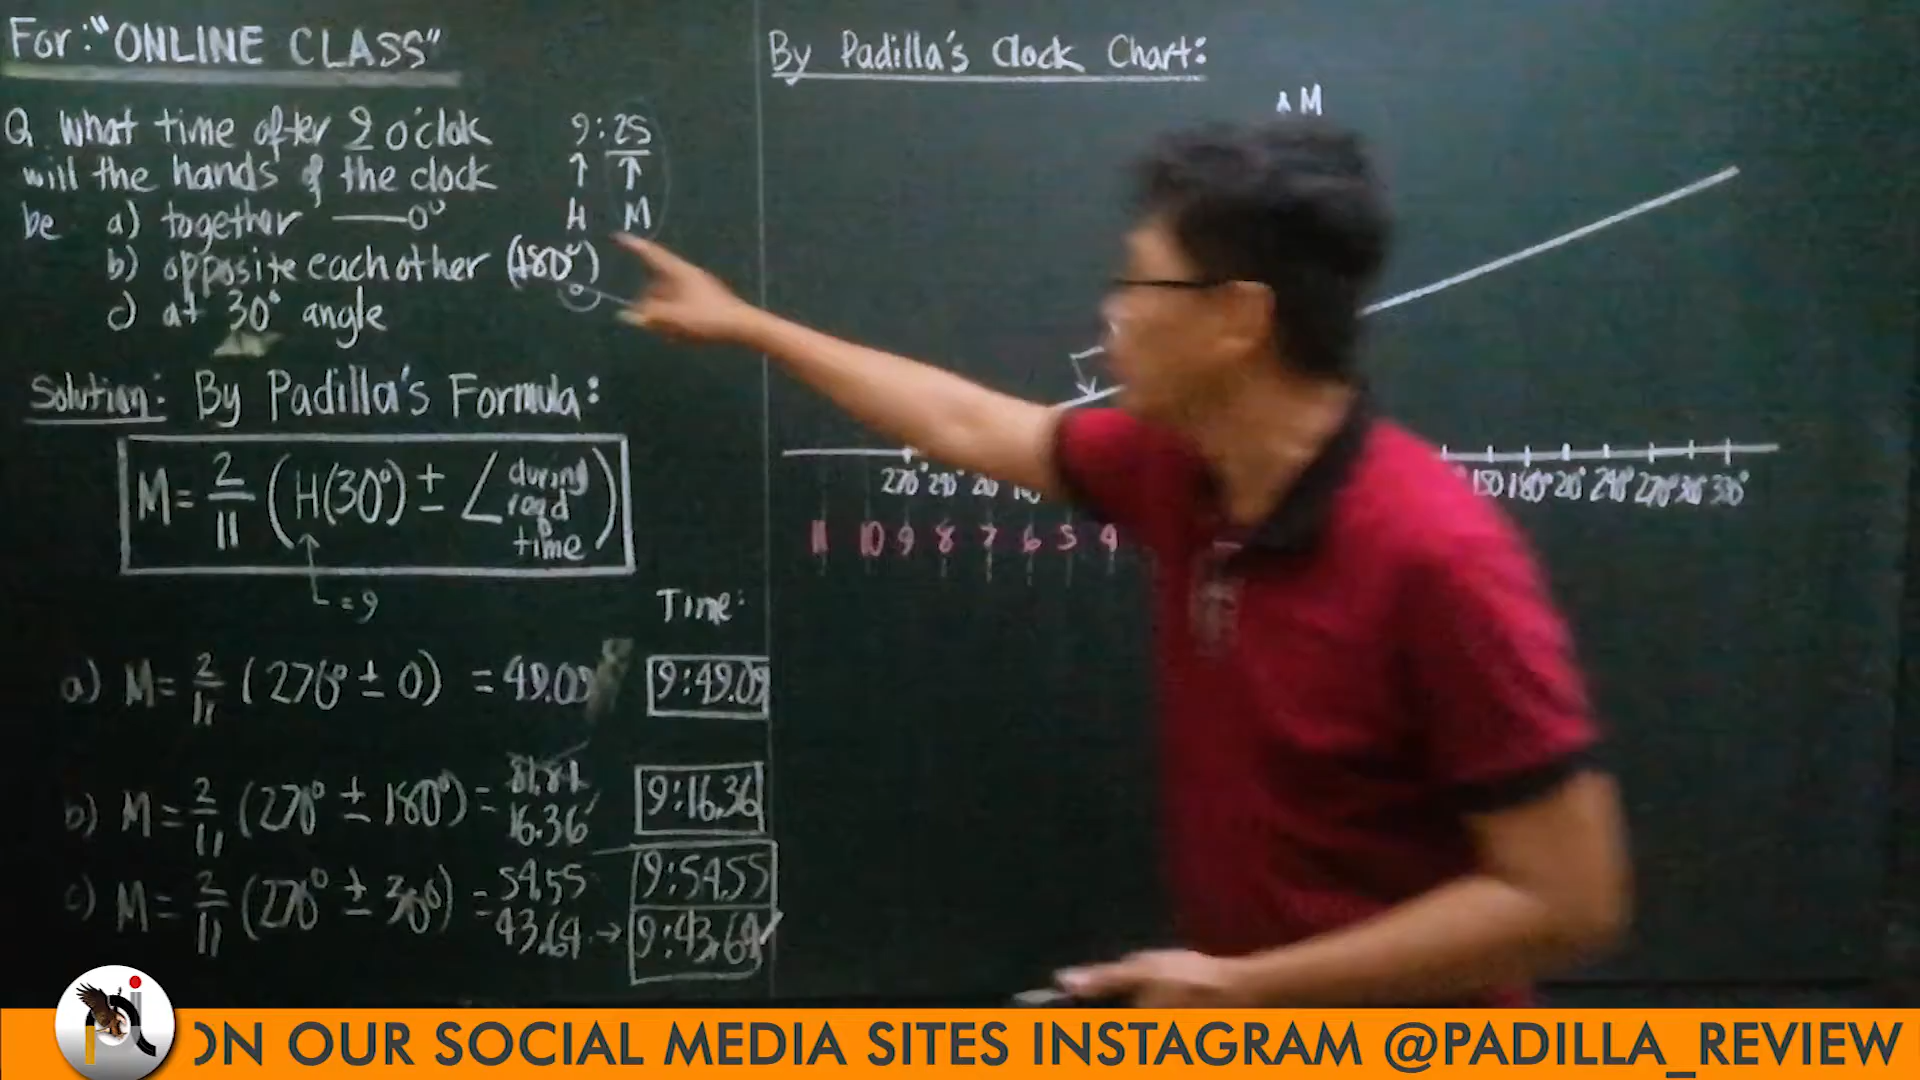 For: "ONLINE CLASS"
Q. What time after 9 o'clok
will the hands of the clock
be a) together —— 0°
b) opposite each other (180°)
c) at 30° angle
9:25
↑ ↑
H M
Solution: By Padilla's Formula:
M = 2/11 (H(30°) ± ∠ during read time)
= 9
Time:
a) M = 2/11 (270° ± 0) = 49.09 9:49.09
b) M = 2/11 (270° ± 180°) = 81.81
16.36 9:16.36
c) M = 2/11 (270° ± 30°) = 54.55 9:54.55
43.64 → 9:43.64
By Padilla's Clock Chart:
M
270° 240° 210° 150 180° 210° 240° 270° 300° 330°
11 10 9 8 7 6 5 4
ON OUR SOCIAL MEDIA SITES INSTAGRAM @PADILLA_REVIEW